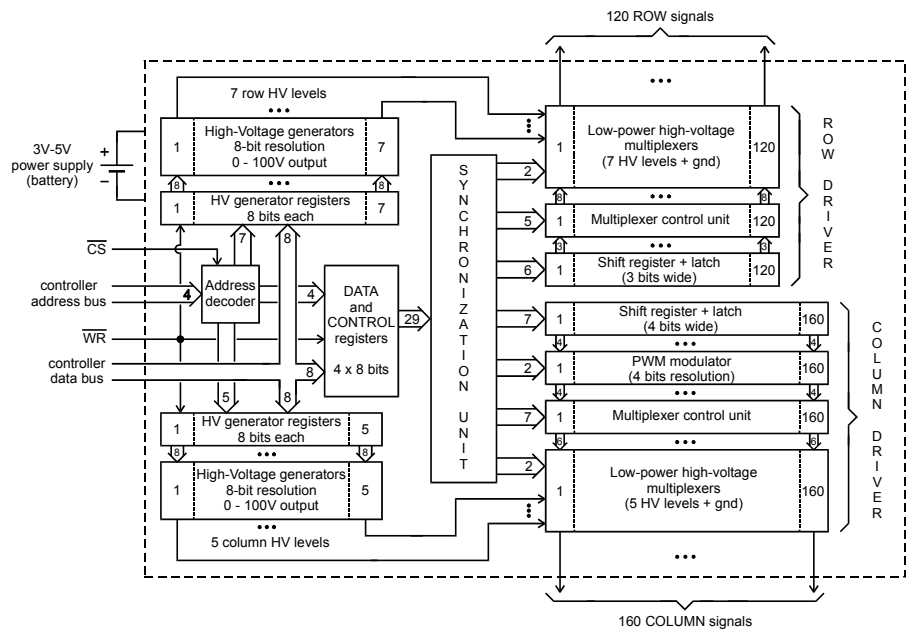 120 ROW signals
7 row HV levels
1
High-Voltage generators
8-bit resolution
0 - 100V output
7
3V-5V
power supply
(battery)
+
−
8
8
1
HV generator registers
8 bits each
7
CS
7
8
controller
address bus
4
Address
decoder
4
WR
controller
data bus
8
5
8
DATA
and
CONTROL
registers
4 x 8 bits
29
1
HV generator registers
8 bits each
5
8
8
1
High-Voltage generators
8-bit resolution
0 - 100V output
5
5 column HV levels
SYNCHRONIZATION UNIT
2
5
6
7
2
7
2
1
Low-power high-voltage
multiplexers
(7 HV levels + gnd)
120
8
8
1
Multiplexer control unit
120
3
3
1
Shift register + latch
(3 bits wide)
120
ROW DRIVER
1
Shift register + latch
(4 bits wide)
160
4
4
1
PWM modulator
(4 bits resolution)
160
4
4
1
Multiplexer control unit
160
6
6
1
Low-power high-voltage
multiplexers
(5 HV levels + gnd)
160
COLUMN DRIVER
160 COLUMN signals